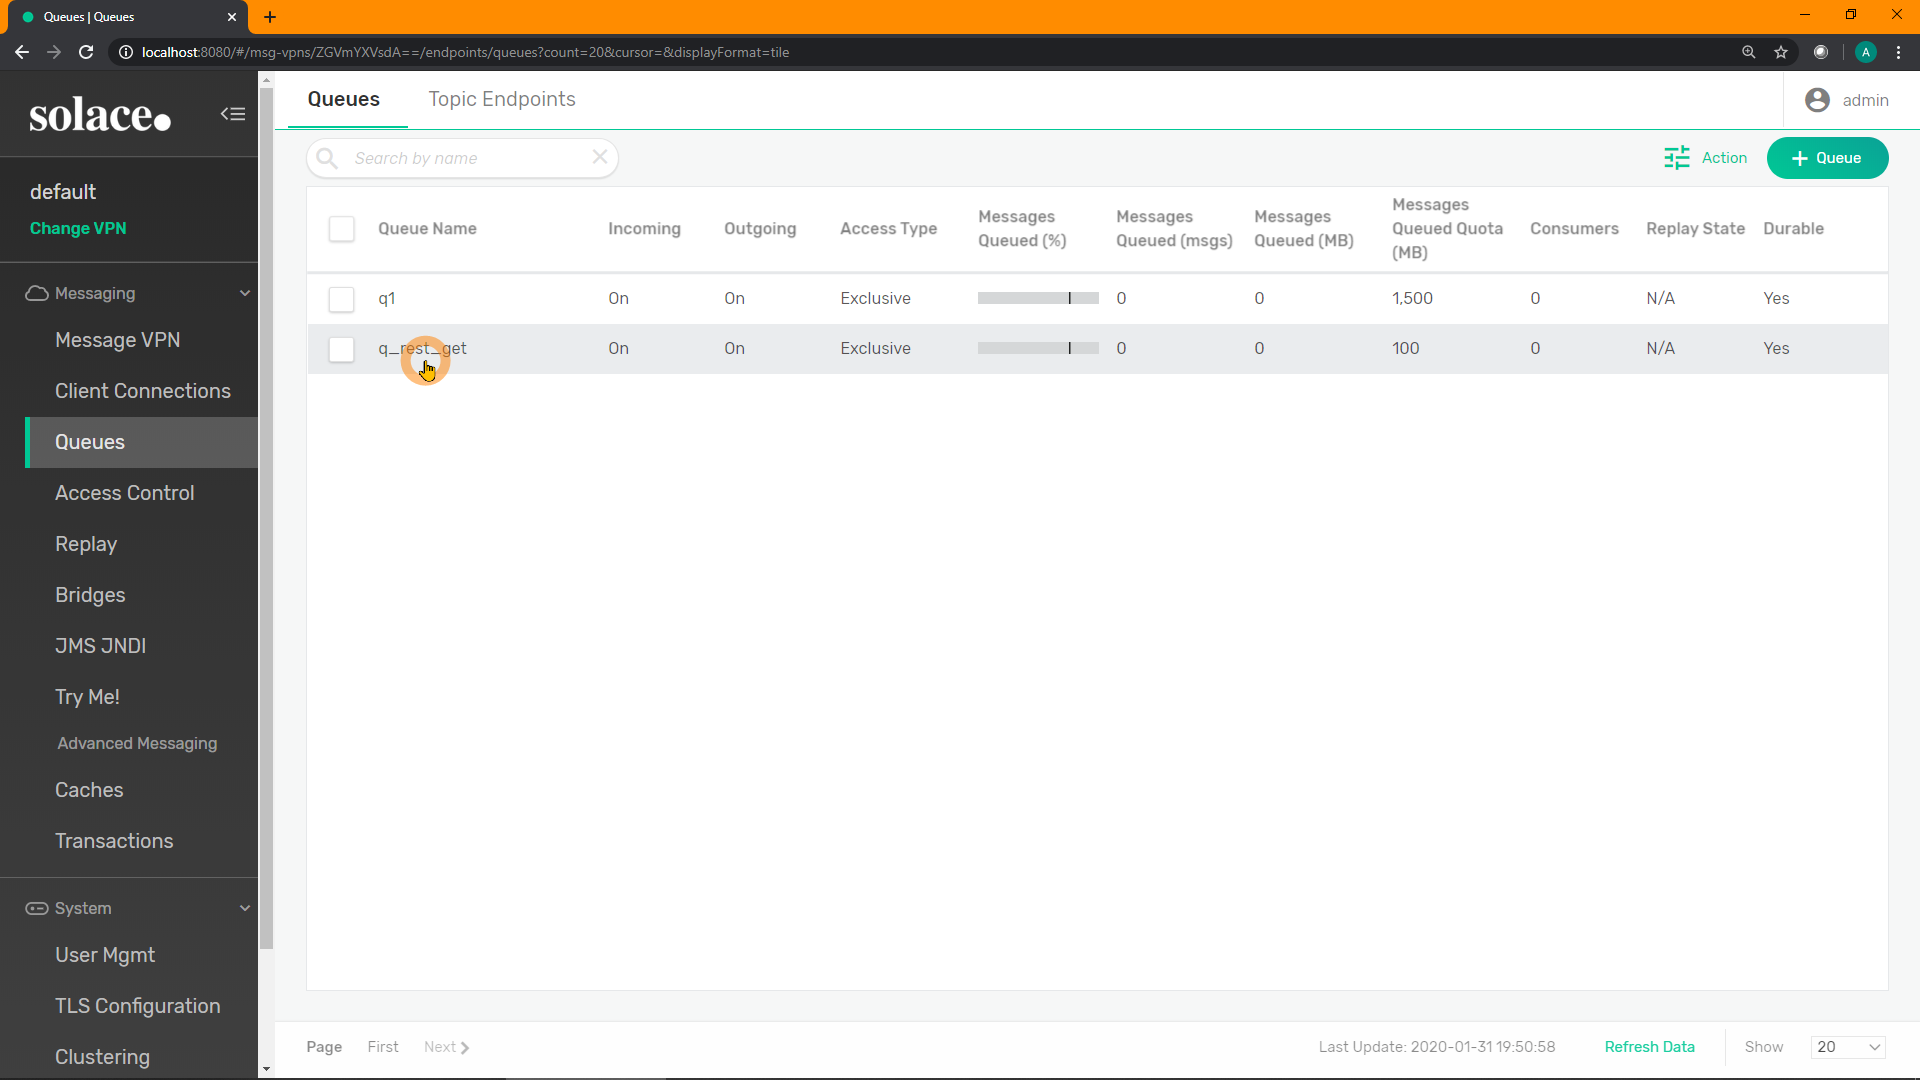 Queues | Queues
localhost:8080/#/msg-vpns/ZGVmYXVsdA==/endpoints/queues?count=20&cursor=&displayFormat=tile
A
solace.
default
Change VPN
Messaging
Message VPN
Client Connections
Queues
Access Control
Replay
Bridges
JMS JNDI
Try Me!
Advanced Messaging
Caches
Transactions
System
User Mgmt
TLS Configuration
Clustering
Queues Topic Endpoints
admin
Search by name
Action
+ Queue
Queue Name Incoming Outgoing Access Type Messages Queued (%) Messages Queued (msgs) Messages Queued (MB) Messages Queued Quota (MB) Consumers Replay State Durable
q1 On On Exclusive 0 0 1,500 0 N/A Yes
q_rest_get On On Exclusive 0 0 100 0 N/A Yes
Page First Next
Last Update: 2020-01-31 19:50:58
Refresh Data
Show 20